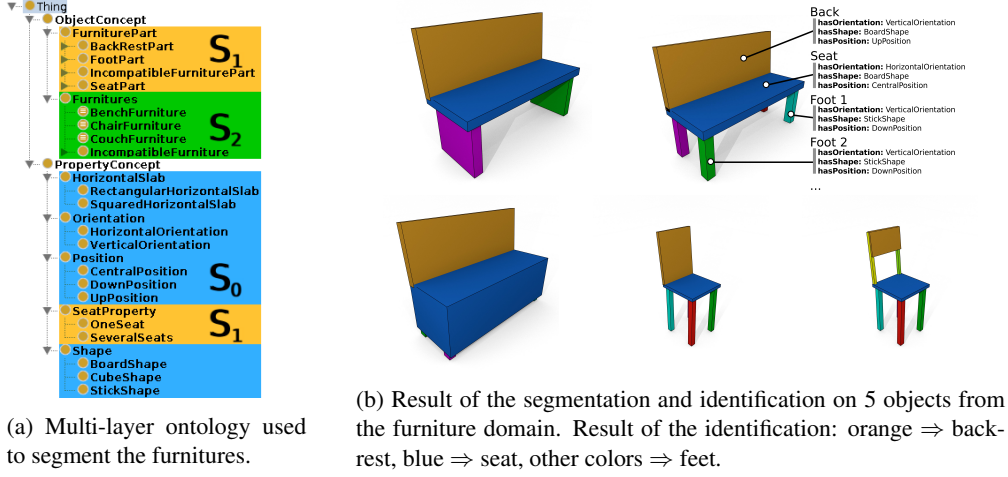 Thing
ObjectConcept
FurniturePart
BackRestPart
FootPart
IncompatibleFurniturePart
SeatPart
S1
Furnitures
BenchFurniture
ChairFurniture
CouchFurniture
IncompatibleFurniture
S2
PropertyConcept
HorizontalSlab
RectangularHorizontalSlab
SquaredHorizontalSlab
Orientation
HorizontalOrientation
VerticalOrientation
Position
CentralPosition
DownPosition
UpPosition
S0
SeatProperty
OneSeat
SeveralSeats
S1
Shape
BoardShape
CubeShape
StickShape
(a) Multi-layer ontology used
to segment the furnitures.
Back
hasOrientation: VerticalOrientation
hasShape: BoardShape
hasPosition: UpPosition
Seat
hasOrientation: HorizontalOrientation
hasShape: BoardShape
hasPosition: CentralPosition
Foot 1
hasOrientation: VerticalOrientation
hasShape: StickShape
hasPosition: DownPosition
Foot 2
hasOrientation: VerticalOrientation
hasShape: StickShape
hasPosition: DownPosition
...
(b) Result of the segmentation and identification on 5 objects from
the furniture domain. Result of the identification: orange ⇒ back-
rest, blue ⇒ seat, other colors ⇒ feet.